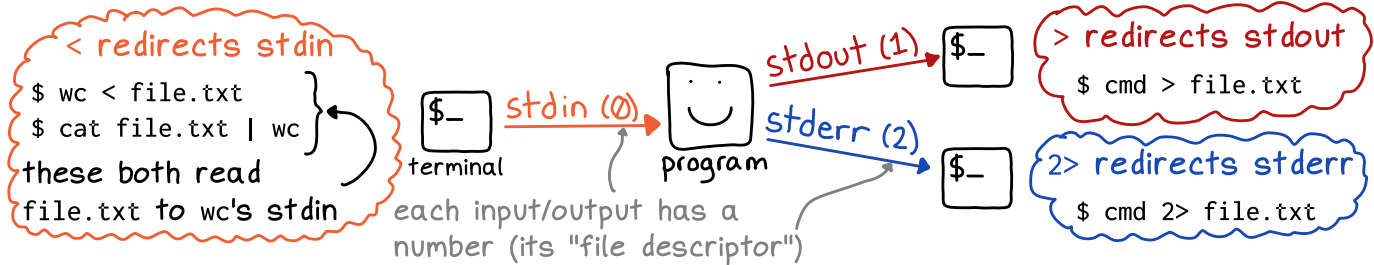 < redirects stdin
$ wc < file.txt
$ cat file.txt | wc
these both read
file.txt to wc's stdin
$_
terminal
stdin (0)
program
each input/output has a
number (its "file descriptor")
stdout (1)
$_
stderr (2)
$_
> redirects stdout
$ cmd > file.txt
2> redirects stderr
$ cmd 2> file.txt